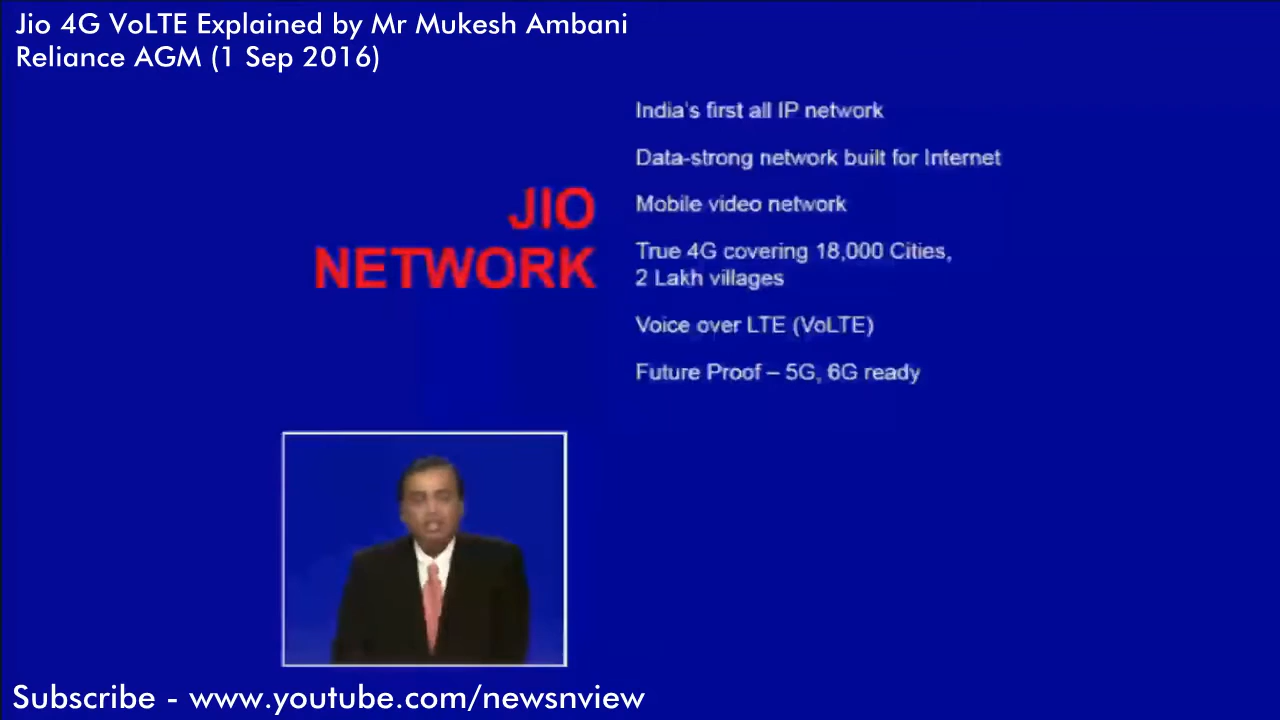 Jio 4G VoLTE Explained by Mr Mukesh Ambani
Reliance AGM (1 Sep 2016)
JIO
NETWORK
India's first all IP network
Data-strong network built for Internet
Mobile video network
True 4G covering 18,000 Cities,
2 Lakh villages
Voice over LTE (VoLTE)
Future Proof – 5G, 6G ready
Subscribe - www.youtube.com/newsnview